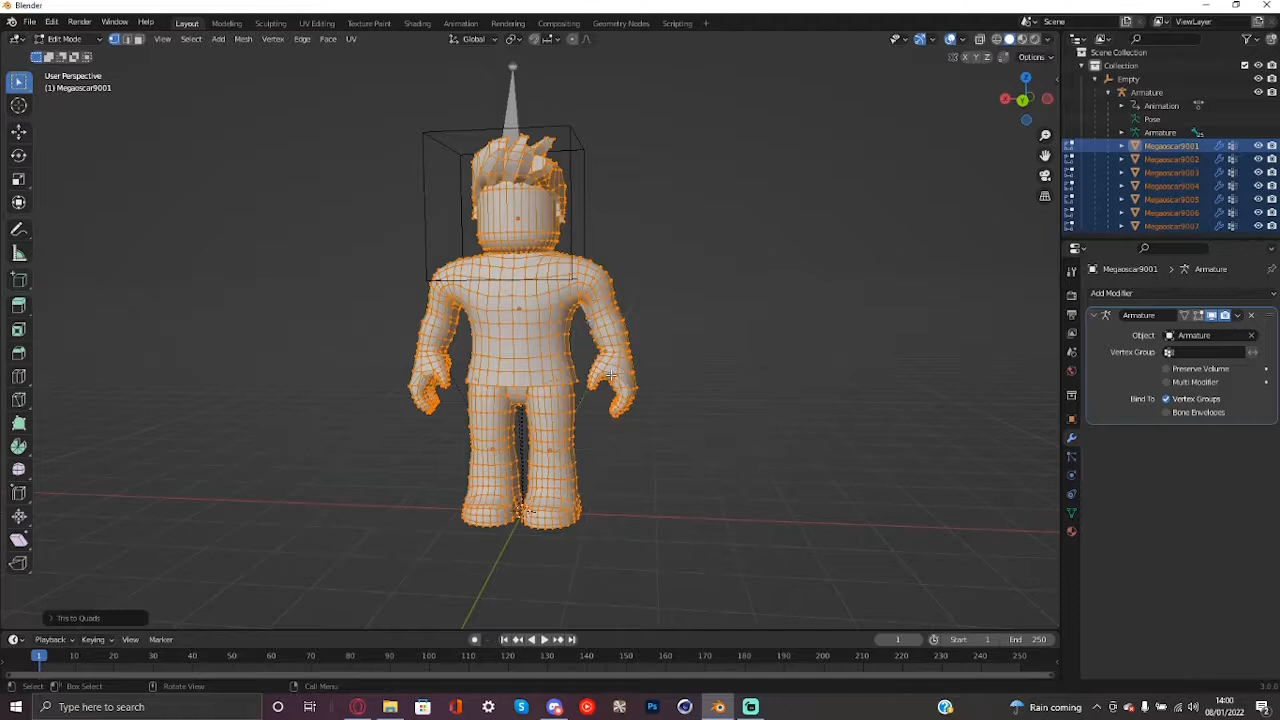 Blender
File Edit Render Window Help Layout Modelling Sculpting UV Editing Texture Paint Shading Animation Rendering Compositing Geometry Nodes Scripting + Scene ViewLayer
Edit Mode View Select Add Mesh Vertex Edge Face UV Global
X Y Z Options
User Perspective
(1) Megaoscar9001
Scene Collection
Collection
Empty
Armature
Animation
Pose
Armature
Megaoscar9001
Megaoscar9002
Megaoscar9003
Megaoscar9004
Megaoscar9005
Megaoscar9006
Megaoscar9007
Megaoscar9001 > Armature
Add Modifier
Armature
Object Armature
Vertex Group
Preserve Volume
Multi Modifier
Bind To Vertex Groups
Bone Envelopes
Tris to Quads
Playback Keying View Marker 1 Start 1 End 250
1 10 20 30 40 50 60 70 80 90 100 110 120 130 140 150 160 170 180 190 200 210 220 230 240 250
Select Box Select Rotate View Call Menu 3.0.0
Type here to search Rain coming 14:00
08/01/2022